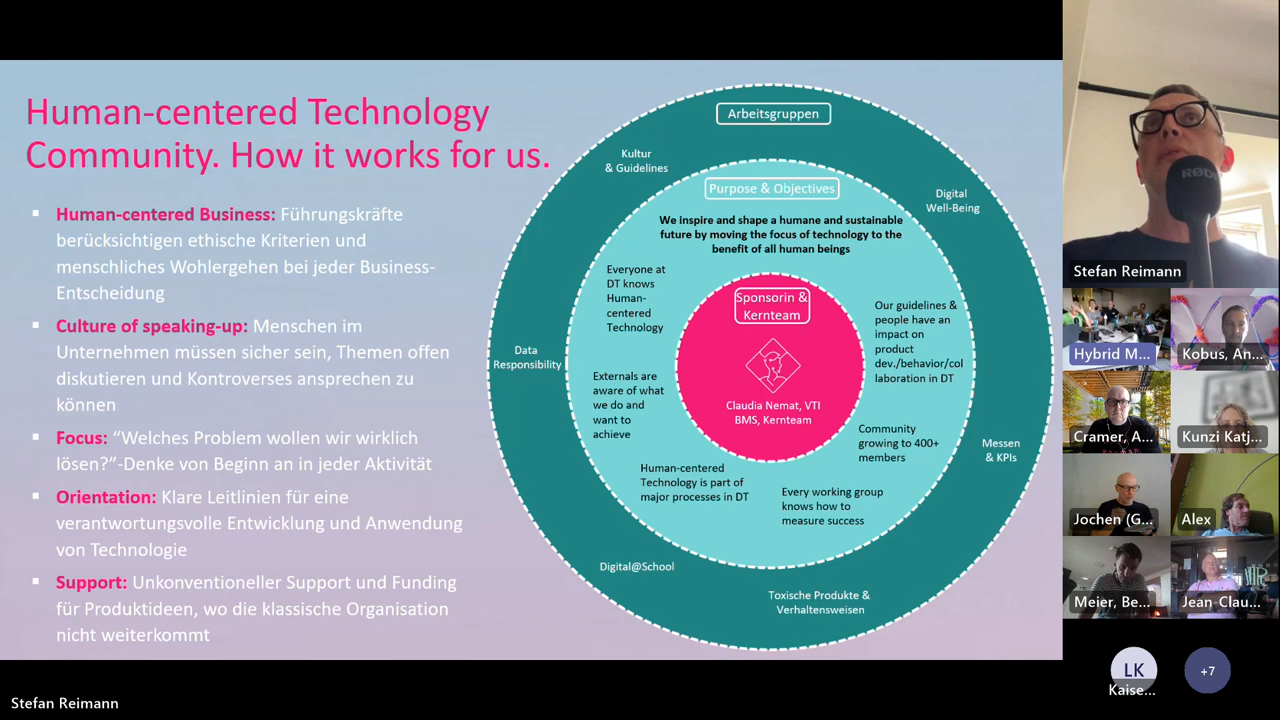 Human-centered Technology
Community. How it works for us.
Human-centered Business: Führungskräfte
berücksichtigen ethische Kriterien und
menschliches Wohlergehen bei jeder Business-
Entscheidung
Culture of speaking-up: Menschen im
Unternehmen müssen sicher sein, Themen offen
diskutieren und Kontroverses ansprechen zu
können
Focus: “Welches Problem wollen wir wirklich
lösen?”-Denke von Beginn an in jeder Aktivität
Orientation: Klare Leitlinien für eine
verantwortungsvolle Entwicklung und Anwendung
von Technologie
Support: Unkonventioneller Support und Funding
für Produktideen, wo die klassische Organisation
nicht weiterkommt
Arbeitsgruppen
Kultur
& Guidelines
Digital
Well-Being
Data
Responsibility
Messen
& KPIs
Digital@School
Toxische Produkte &
Verhaltensweisen
Purpose & Objectives
We inspire and shape a humane and sustainable
future by moving the focus of technology to the
benefit of all human beings
Everyone at
DT knows
Human-
centered
Technology
Our guidelines &
people have an
impact on
product
dev./behavior/col
laboration in DT
Externals are
aware of what
we do and
want to
achieve
Community
growing to 400+
members
Human-centered
Technology is part of
major processes in DT
Every working group
knows how to
measure success
Sponsorin &
Kernteam
Claudia Nemat, VTI
BMS, Kernteam
RØDE
Stefan Reimann
Hybrid M...
Kobus, An...
Cramer, A...
Kunzi Katj...
Jochen (G...
Alex
Meier, Be...
Jean-Clau...
LK
Kaise...
+7
Stefan Reimann